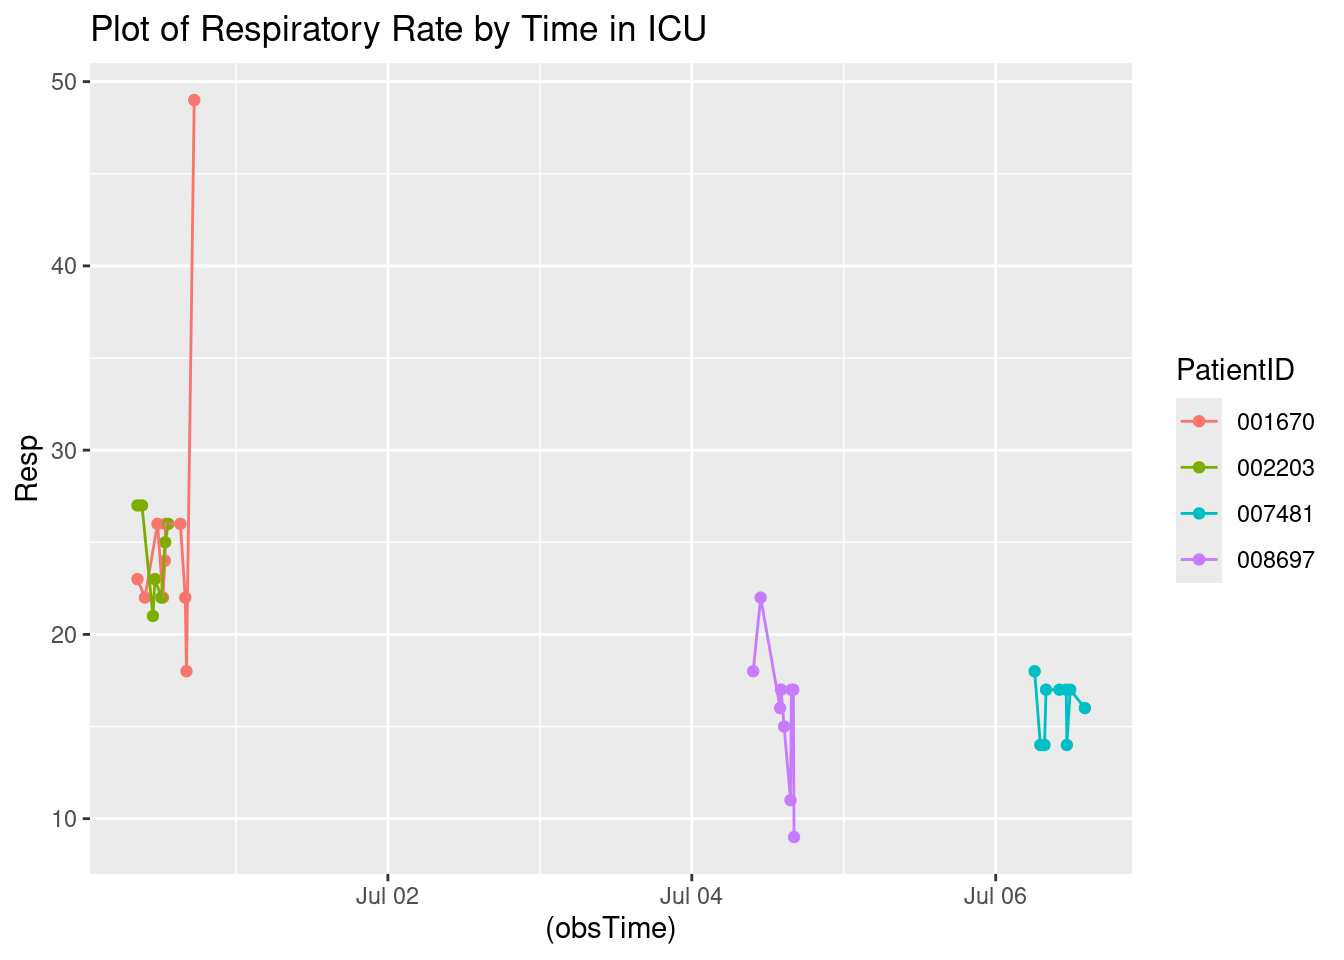 Plot of Respiratory Rate by Time in ICU
50
40
30
20
10
Resp
Jul 02
Jul 04
Jul 06
(obsTime)
PatientID
001670
002203
007481
008697